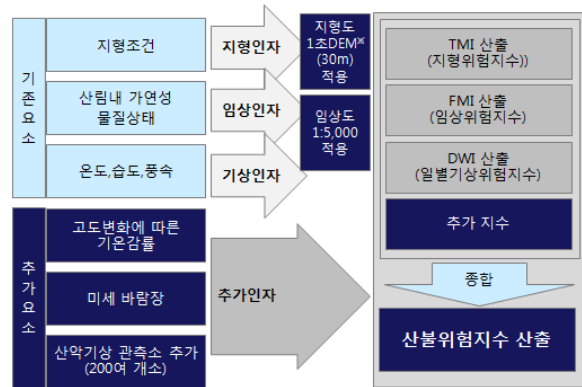 기존요소
지형조건
산림내 가연성
물질상태
온도,습도,풍속
지형인자
임상인자
기상인자
지형도
1초DEM※
(30m)
적용
임상도
1:5,000
적용
추가요소
고도변화에 따른
기온감률
미세 바람장
산악기상 관측소 추가
(200여 개소)
추가인자
TMI 산출
(지형위험지수))
FMI 산출
(임상위험지수)
DWI 산출
(일별기상위험지수)
추가 지수
종합
산불위험지수 산출